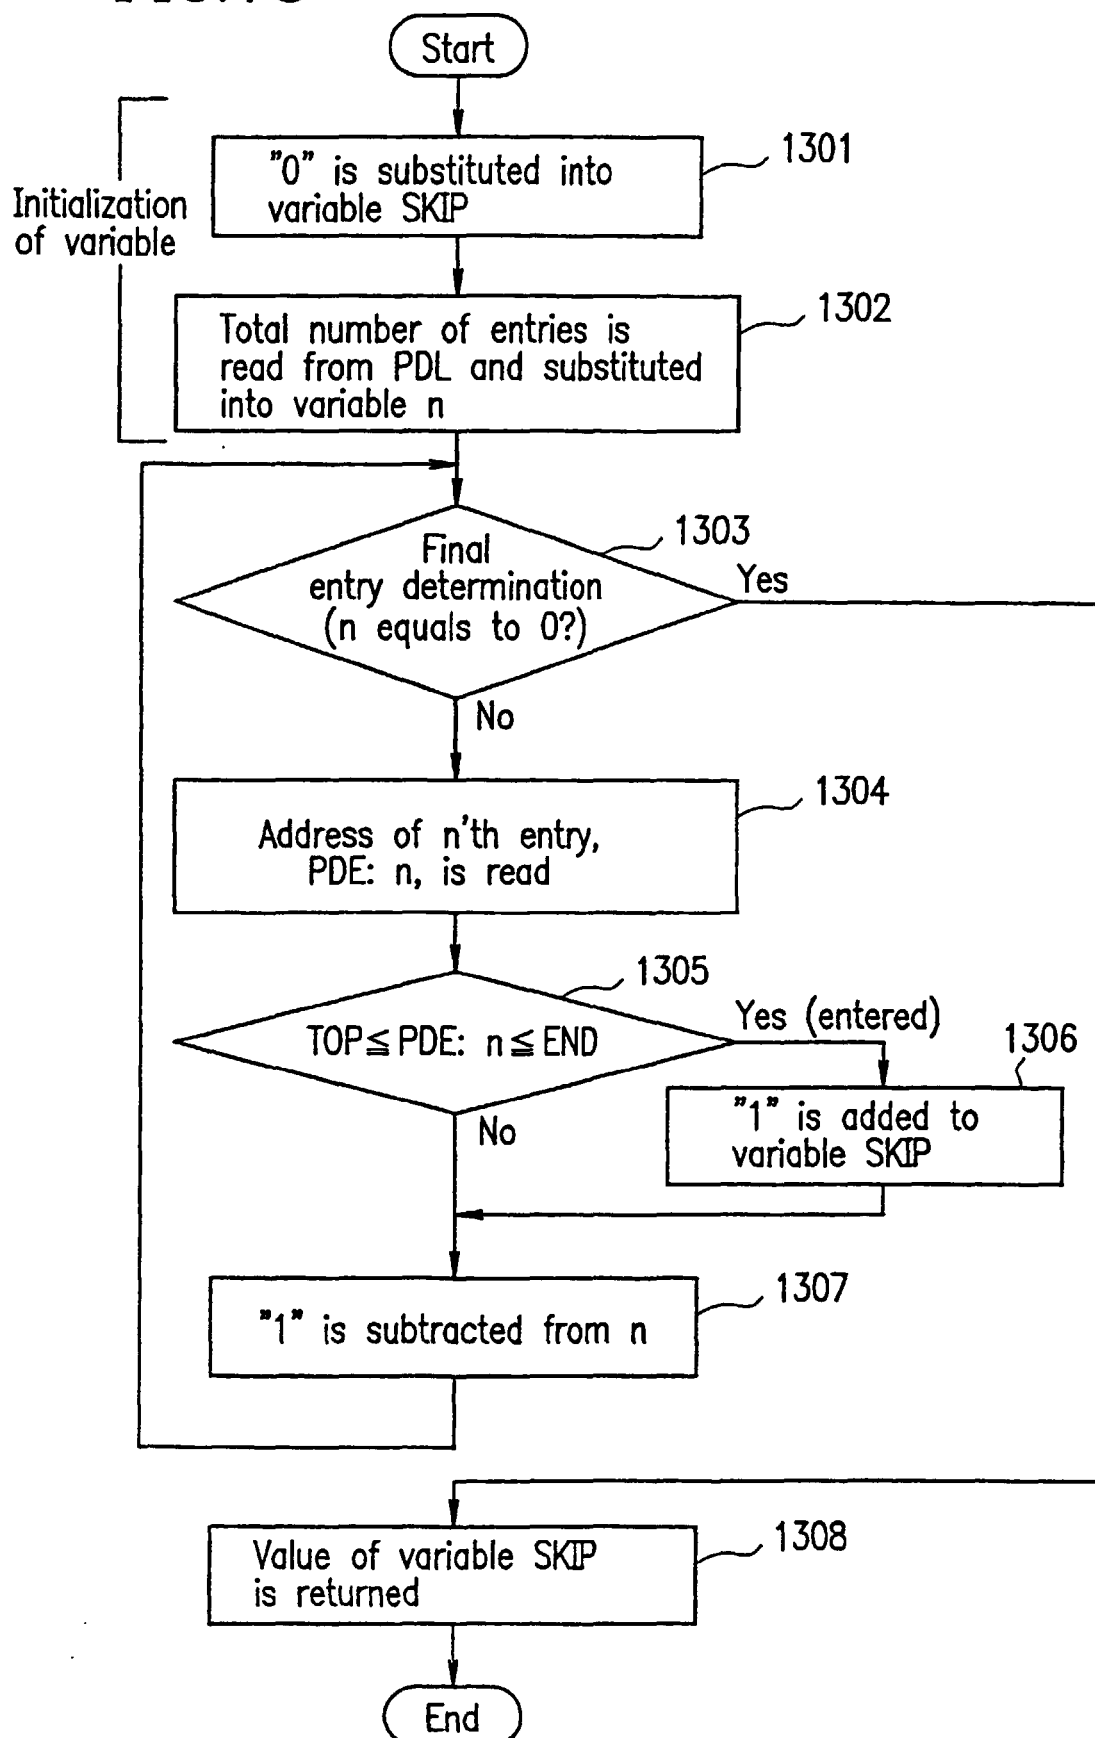 Start
1301
"0" is substituted into
variable SKIP
Initialization
of variable
1302
Total number of entries is
read from PDL and substituted
into variable n
1303
Final
entry determination
(n equals to 0?)
Yes
No
1304
Address of n'th entry,
PDE: n, is read
1305
TOP≦PDE: n≦END
Yes (entered)
1306
"1" is added to
variable SKIP
No
1307
"1" is subtracted from n
1308
Value of variable SKIP
is returned
End